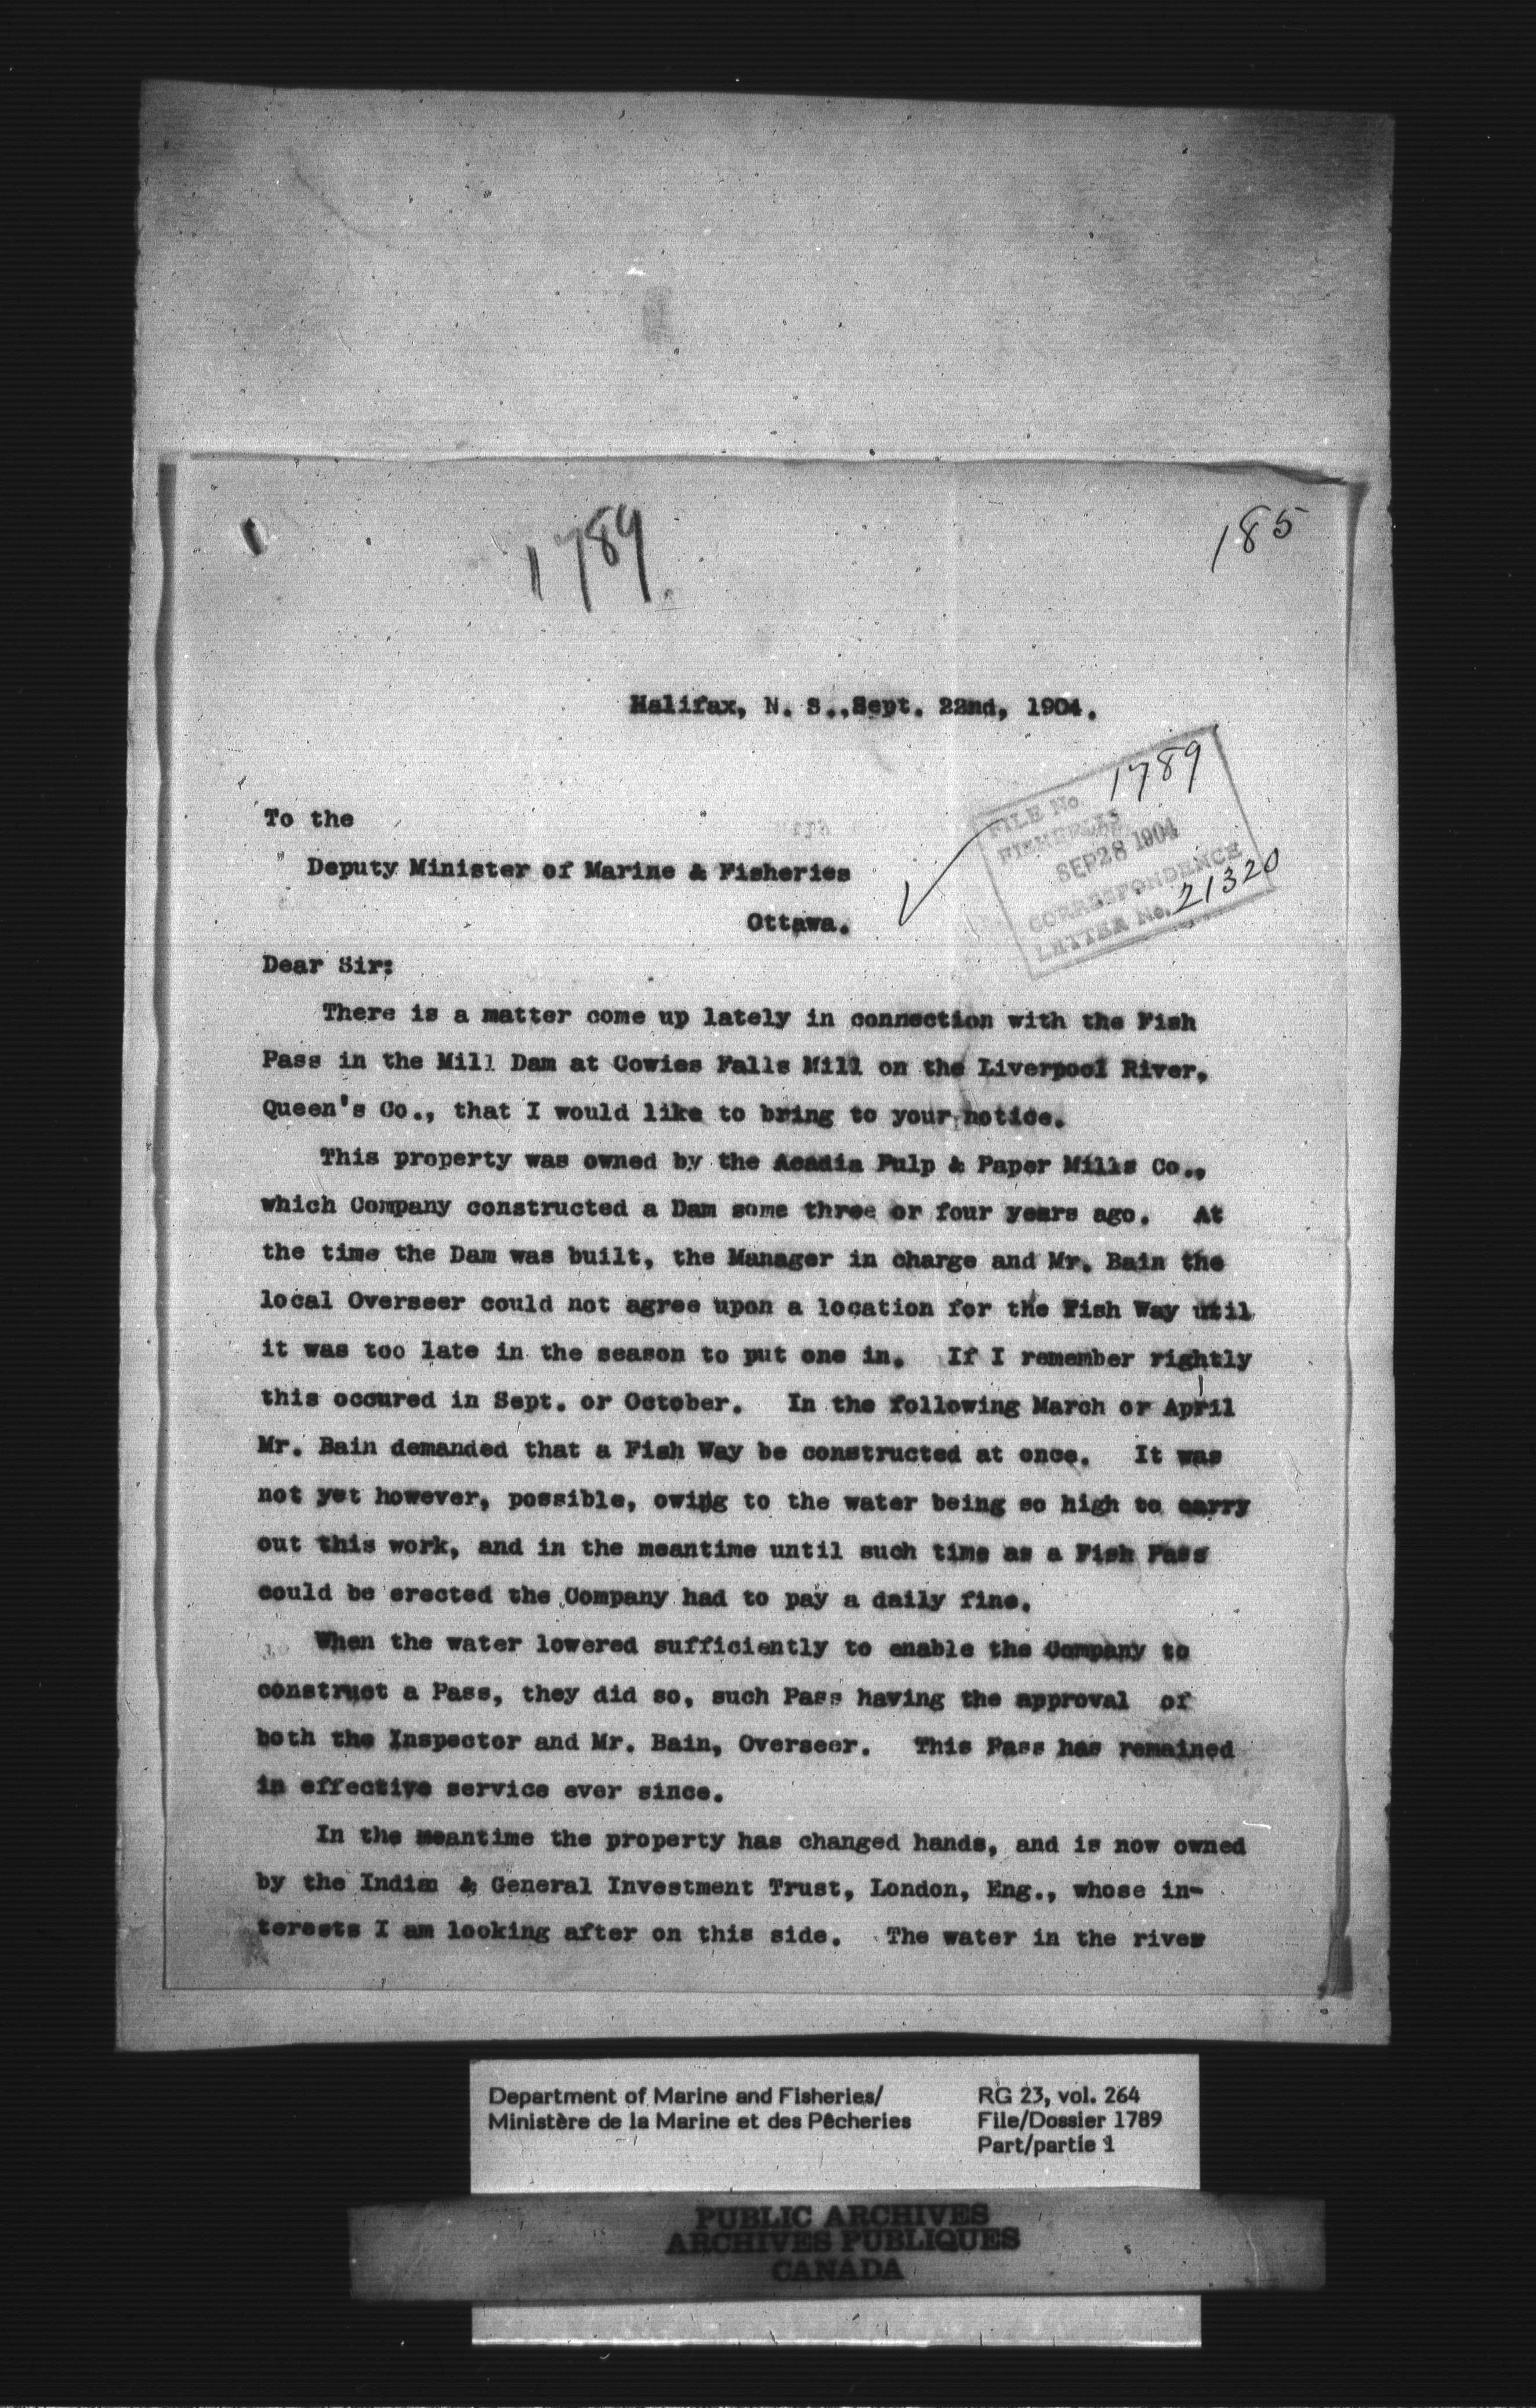 1789
185
Halifax, N. S.,Sept. 22nd, 1904.
FILE No. 1789
FISHERIES
SEP 28 1904
CORRESPONDENCE
LETTER No. 21320
To the
Deputy Minister of Marine & Fisheries
Ottawa.
Dear Sir:
There is a matter come up lately in connection with the Fish
Pass in the Mill Dam at Cowies Falls Mill on the Liverpool River,
Queen's Co., that I would like to bring to your notice.
This property was owned by the Acadia Pulp & Paper Mills Co.,
which Company constructed a Dam some three or four years ago. At
the time the Dam was built, the Manager in charge and Mr. Bain the
local Overseer could not agree upon a location for the Fish Way util
it was too late in the season to put one in. If I remember rightly
this occured in Sept. or October. In the following March or April
Mr. Bain demanded that a Fish Way be constructed at once. It was
not yet however, possible, owing to the water being so high to carry
out this work, and in the meantime until such time as a Fish Pass
could be erected the Company had to pay a daily fine.
When the water lowered sufficiently to enable the Company to
construct a Pass, they did so, such Pass having the approval of
both the Inspector and Mr. Bain, Overseer. This Pass has remained
in effective service ever since.
In the meantime the property has changed hands, and is now owned
by the India & General Investment Trust, London, Eng., whose in-
terests I am looking after on this side. The water in the river
Department of Marine and Fisheries/
Ministère de la Marine et des Pêcheries
RG 23, vol. 264
File/Dossier 1789
Part/partie 1
PUBLIC ARCHIVES
ARCHIVES PUBLIQUES
CANADA